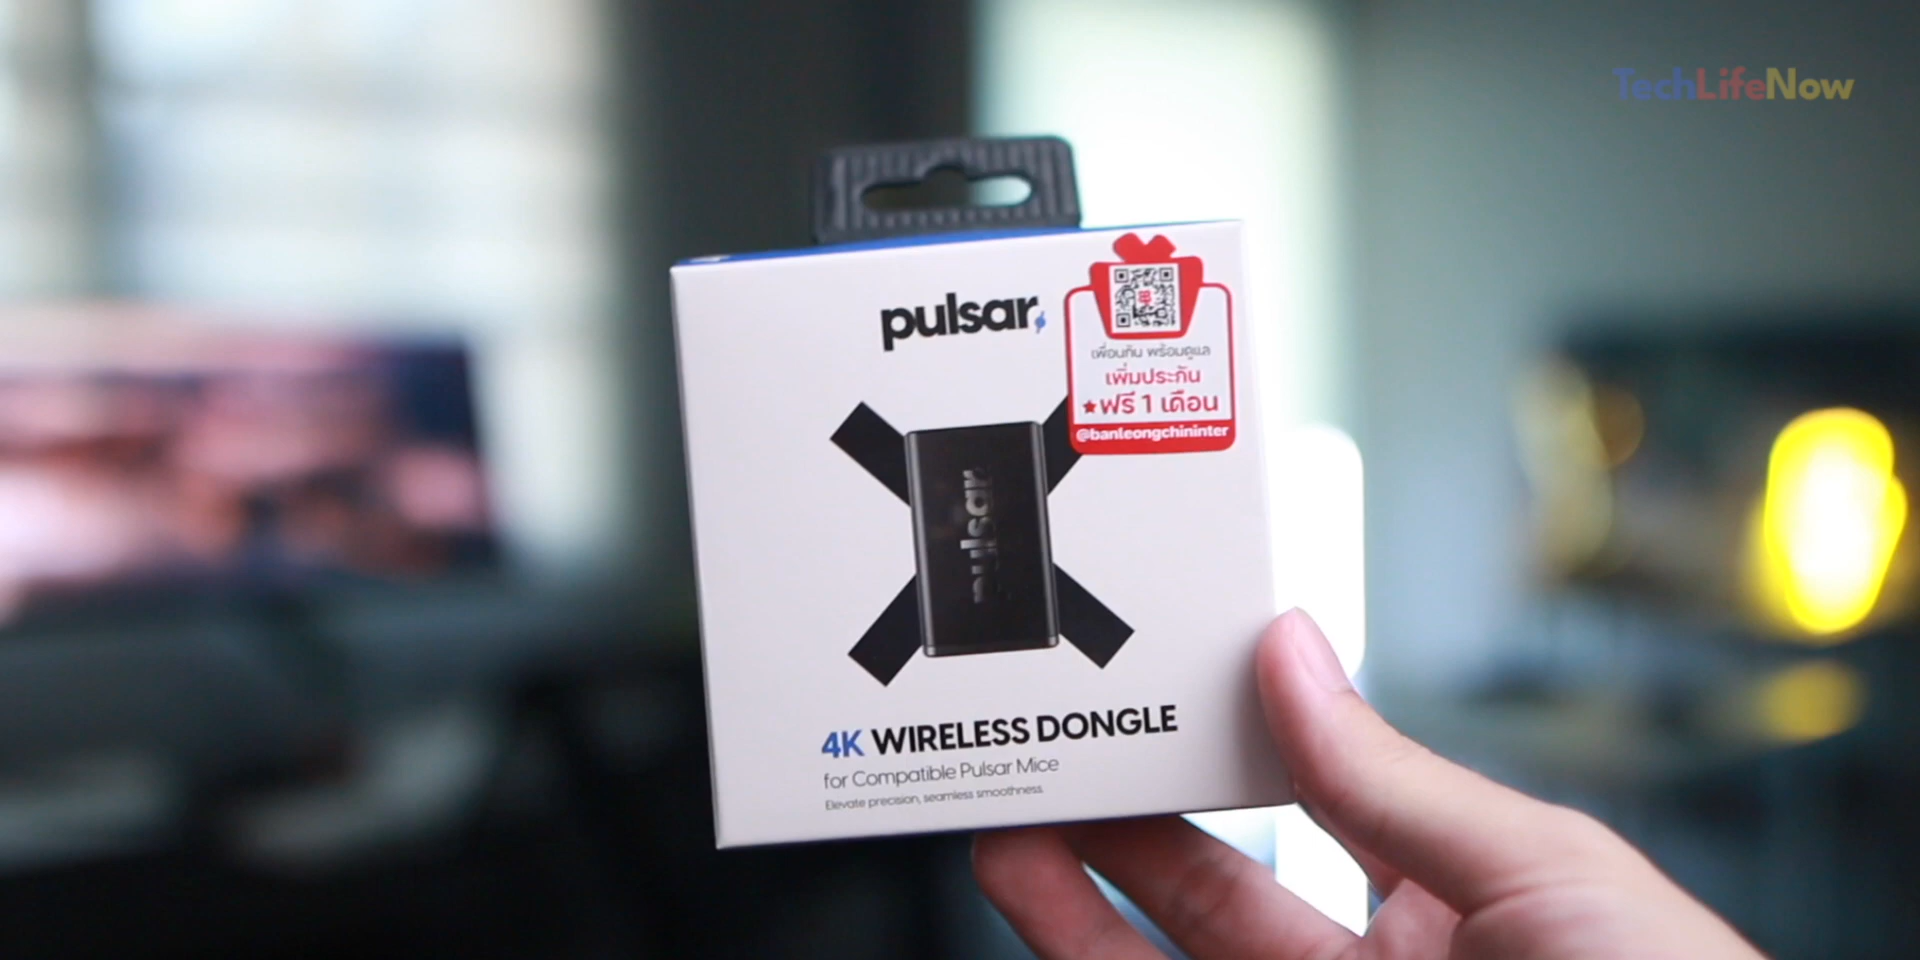 TechLifeNow
pulsar
เพื่อนกัน พร้อมดูแล
เพิ่มประกัน
ฟรี 1 เดือน
@banleongchininter
pulsar
4K WIRELESS DONGLE
for Compatible Pulsar Mice
Elevate precision, seamless smoothness.